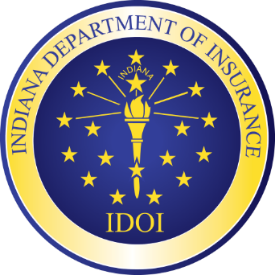 INDIANA DEPARTMENT OF INSURANCE
INDIANA
IDOI